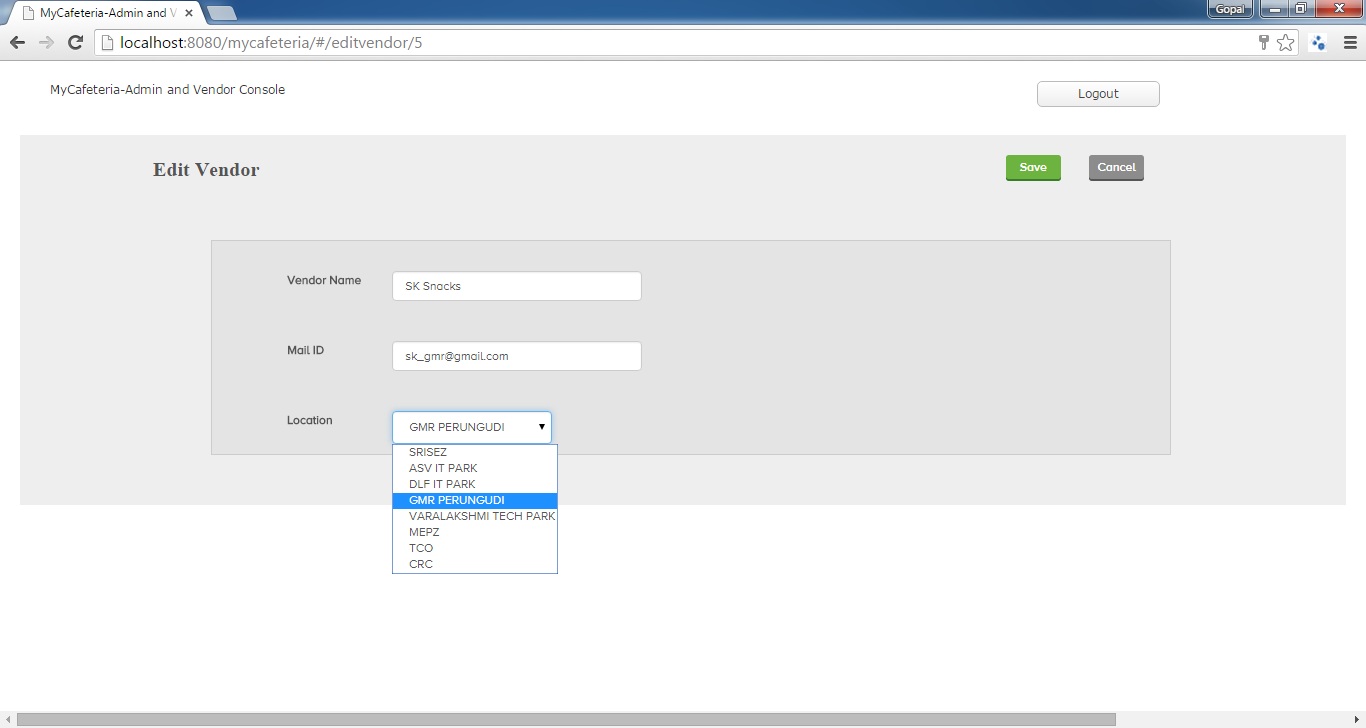 MyCafeteria-Admin and V
Gopal
localhost:8080/mycafeteria/#/editvendor/5
MyCafeteria-Admin and Vendor Console
Logout
Edit Vendor
Save
Cancel
Vendor Name
SK Snacks
Mail ID
sk_gmr@gmail.com
Location
GMR PERUNGUDI
SRISEZ
ASV IT PARK
DLF IT PARK
GMR PERUNGUDI
VARALAKSHMI TECH PARK
MEPZ
TCO
CRC